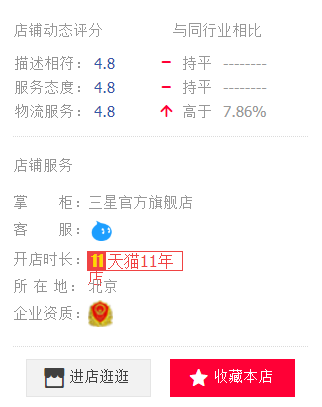 店铺动态评分 与同行业相比
描述相符： 4.8 持平 --------
服务态度： 4.8 持平 --------
物流服务： 4.8 高于 7.86%
店铺服务
掌 柜：三星官方旗舰店
客 服：
开店时长： 11 天猫11年店
所 在 地： 北京
企业资质：
进店逛逛 收藏本店